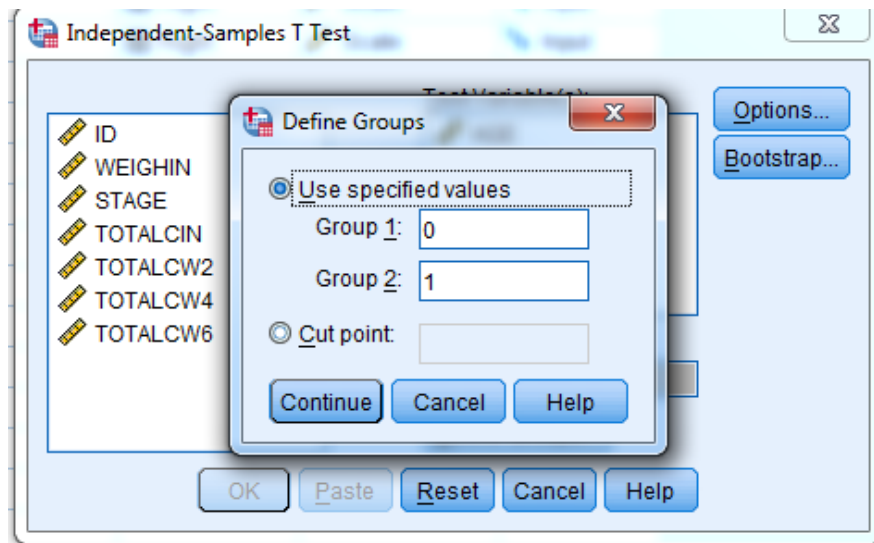 Independent-Samples T Test
Define Groups
Options...
Bootstrap...
ID
WEIGHIN
STAGE
TOTALCIN
TOTALCW2
TOTALCW4
TOTALCW6
Use specified values
Group 1: 0
Group 2: 1
Cut point:
Continue Cancel Help
OK Paste Reset Cancel Help